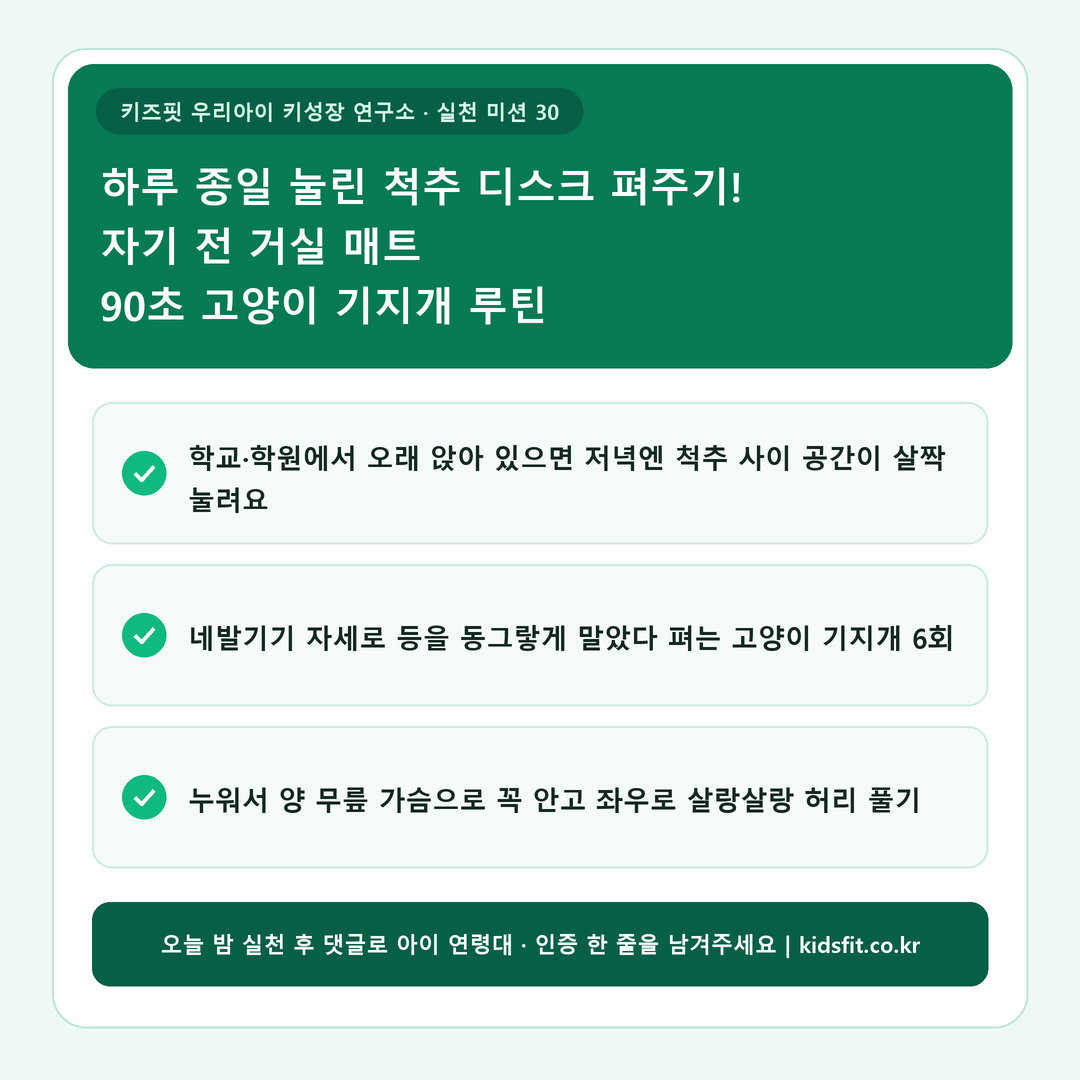 키즈핏 우리아이 키성장 연구소 · 실천 미션 30
하루 종일 눌린 척추 디스크 펴주기!
자기 전 거실 매트
90초 고양이 기지개 루틴
학교·학원에서 오래 앉아 있으면 저녁엔 척추 사이 공간이 살짝
눌려요
네발기기 자세로 등을 동그랗게 말았다 펴는 고양이 기지개 6회
누워서 양 무릎 가슴으로 꼭 안고 좌우로 살랑살랑 허리 풀기
오늘 밤 실천 후 댓글로 아이 연령대 · 인증 한 줄을 남겨주세요 | kidsfit.co.kr